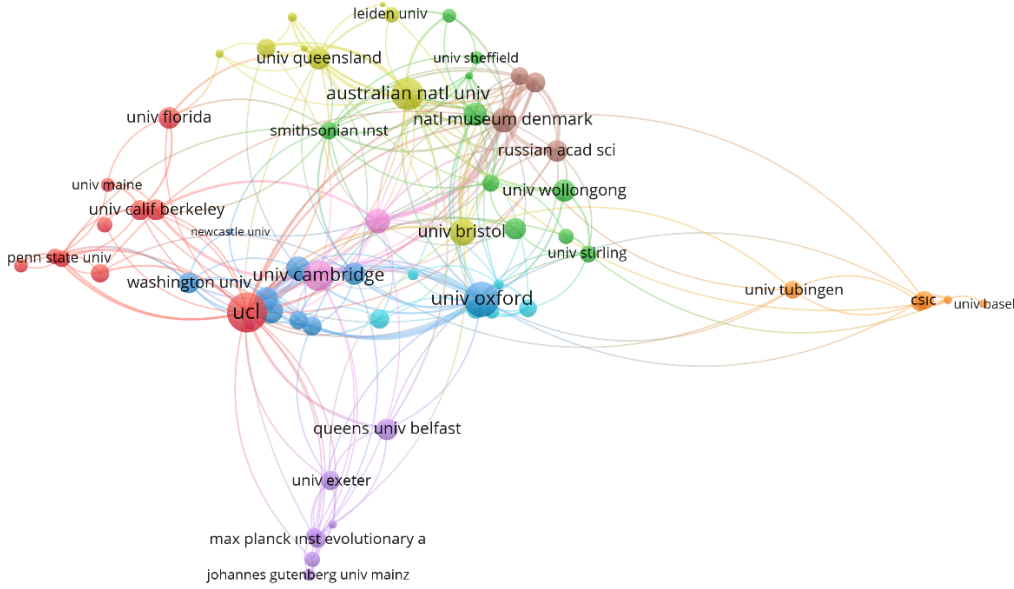 leiden univ
univ queensland
univ sheffield
australian natl univ
univ florida
natl museum denmark
smithsonian inst
russian acad sci
univ maine
univ wollongong
univ calif berkeley
newcastle univ
univ bristol
univ stirling
penn state univ
washington univ
univ cambridge
univ tubingen
univ oxford
csic
univ basel
ucl
queens univ belfast
univ exeter
max planck inst evolutionary a
johannes gutenberg univ mainz